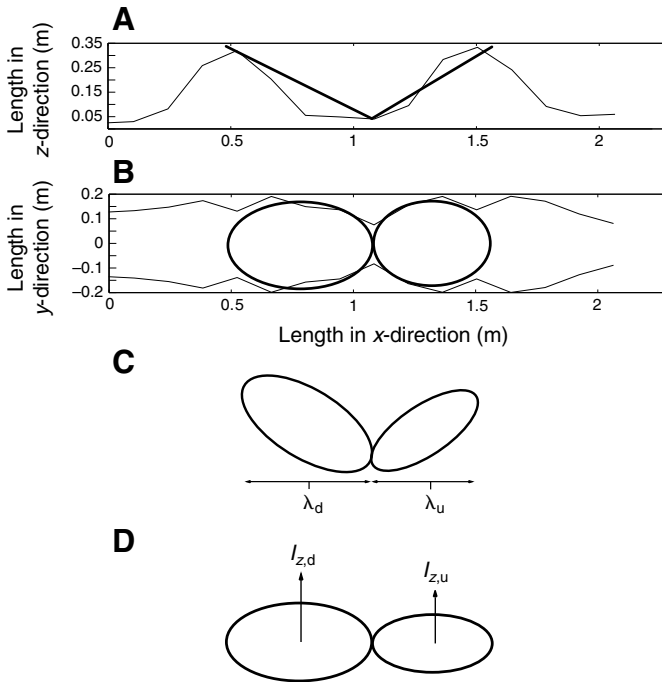 A
Length in
z-direction (m)
0.35
0.25
0.15
0.05
0
0.5
1
1.5
2
B
Length in
y-direction (m)
0.2
0.1
0
–0.1
–0.2
0
0.5
1
1.5
2
Length in x-direction (m)
C
λd
λu
D
Iz,d
Iz,u